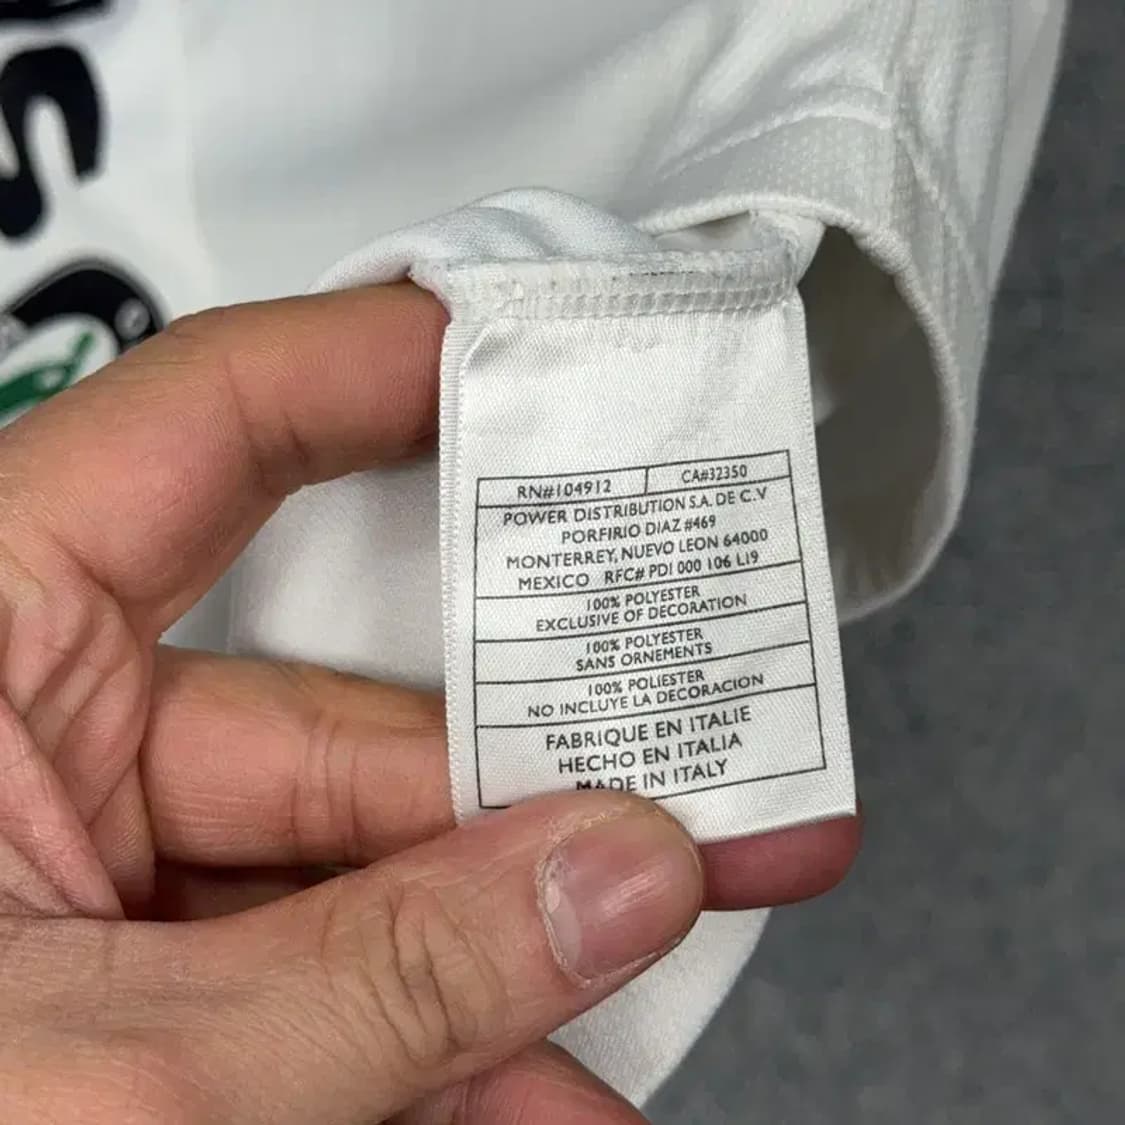 RN#104912 CA#32350
POWER DISTRIBUTION S.A. DE C.V
PORFIRIO DIAZ #469
MONTERREY, NUEVO LEON 64000
MEXICO RFC# PDI 000 106 L19
100% POLYESTER
EXCLUSIVE OF DECORATION
100% POLYESTER
SANS ORNEMENTS
100% POLIESTER
NO INCLUYE LA DECORACION
FABRIQUE EN ITALIE
HECHO EN ITALIA
MADE IN ITALY